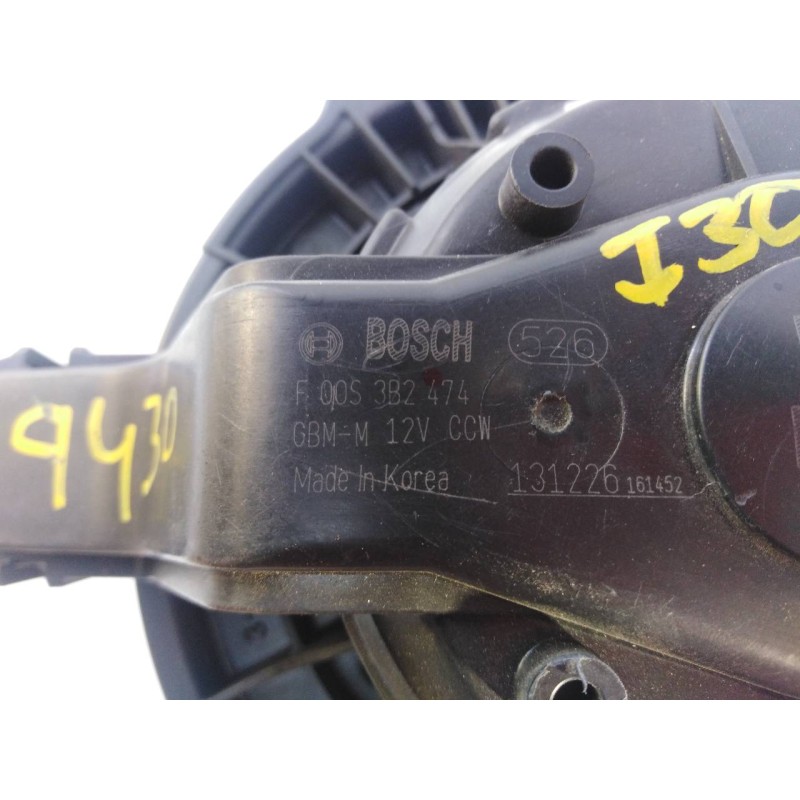 I30
BOSCH 526
F 00S 3B2 474
GBM-M 12V CCW
Made In Korea 131226 161452
9430